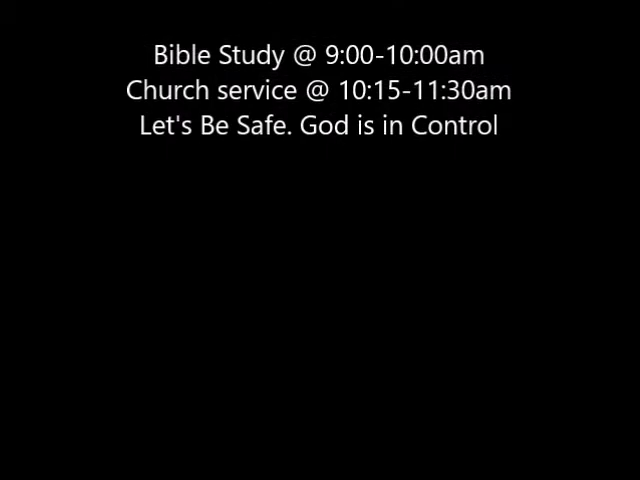 Bible Study @ 9:00-10:00am
Church service @ 10:15-11:30am
Let's Be Safe. God is in Control